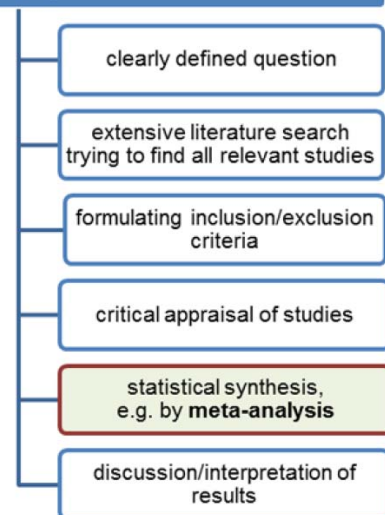 clearly defined question
extensive literature search
trying to find all relevant studies
formulating inclusion/exclusion
criteria
critical appraisal of studies
statistical synthesis,
e.g. by meta-analysis
discussion/interpretation of
results